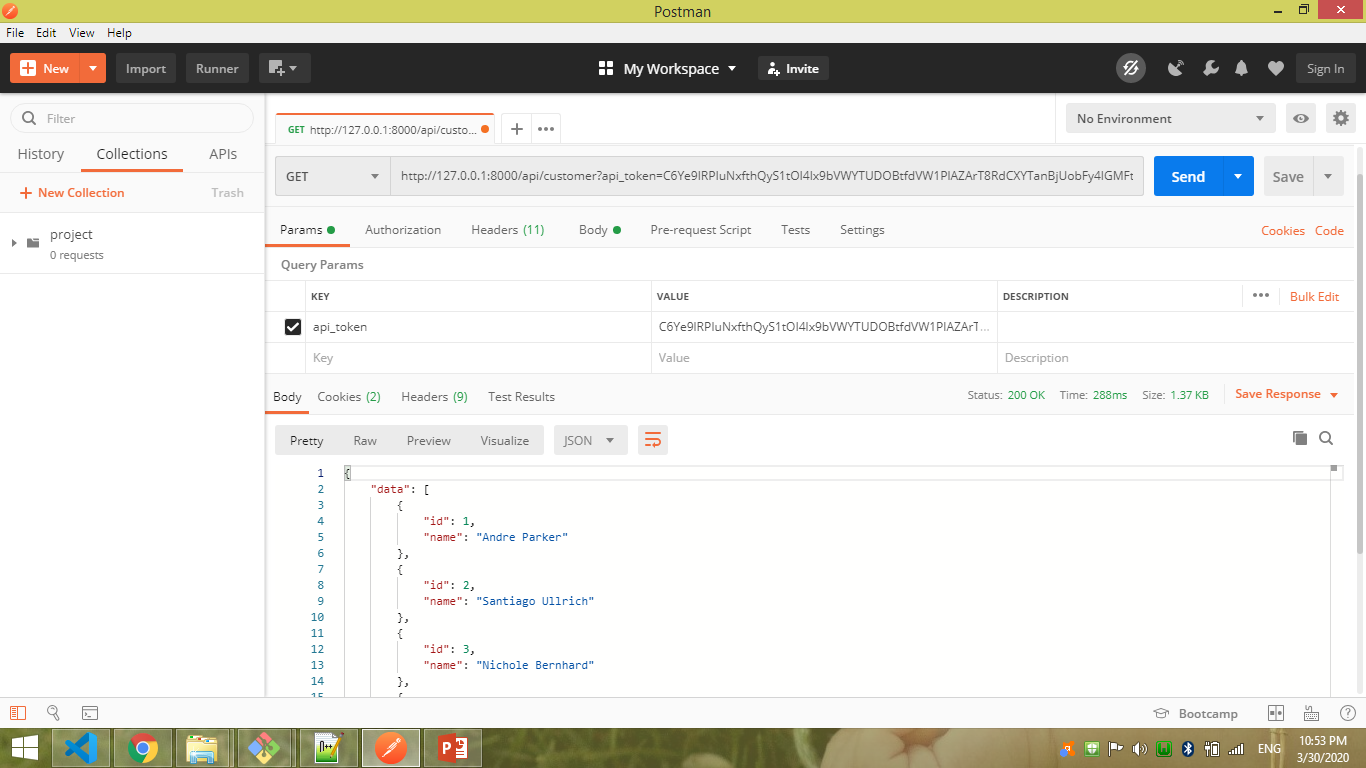 Postman
File Edit View Help
New Import Runner My Workspace Invite Sign In
Filter
History Collections APIs
New Collection Trash
project
0 requests
GET http://127.0.0.1:8000/api/custo... No Environment
GET http://127.0.0.1:8000/api/customer?api_token=C6Ye9IRPIuNxfthQyS1tOI4Ix9bVWYTUDOBtfdVW1PIAZArT8RdCXYTanBjUobFy4IGMFt Send Save
Params Authorization Headers (11) Body Pre-request Script Tests Settings Cookies Code
Query Params
KEY VALUE DESCRIPTION ••• Bulk Edit
api_token C6Ye9IRPIuNxfthQyS1tOI4Ix9bVWYTUDOBtfdVW1PIAZArT...
Key Value Description
Body Cookies (2) Headers (9) Test Results Status: 200 OK Time: 288ms Size: 1.37 KB Save Response
Pretty Raw Preview Visualize JSON
1 {
2 "data": [
3 {
4 "id": 1,
5 "name": "Andre Parker"
6 },
7 {
8 "id": 2,
9 "name": "Santiago Ullrich"
10 },
11 {
12 "id": 3,
13 "name": "Nichole Bernhard"
14 },
15 {
Bootcamp
ENG 10:53 PM
3/30/2020